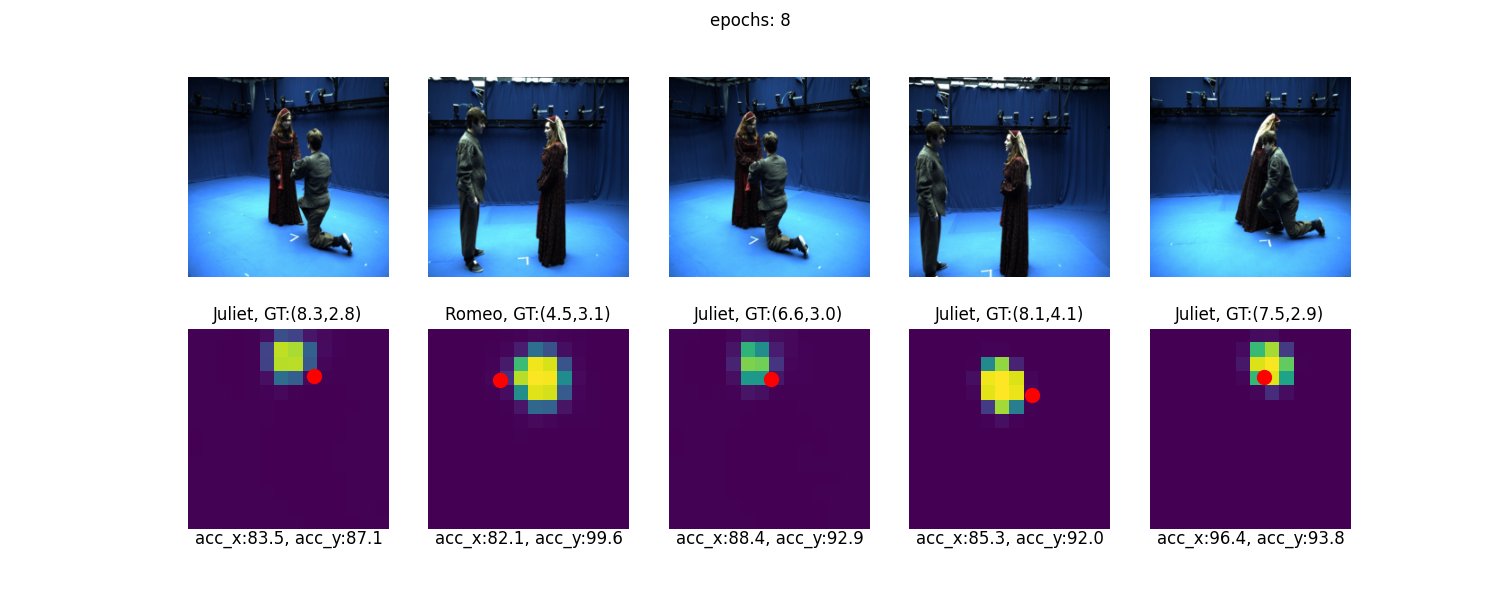 epochs: 8
Juliet, GT:(8.3,2.8)
Romeo, GT:(4.5,3.1)
Juliet, GT:(6.6,3.0)
Juliet, GT:(8.1,4.1)
Juliet, GT:(7.5,2.9)
acc_x:83.5, acc_y:87.1
acc_x:82.1, acc_y:99.6
acc_x:88.4, acc_y:92.9
acc_x:85.3, acc_y:92.0
acc_x:96.4, acc_y:93.8